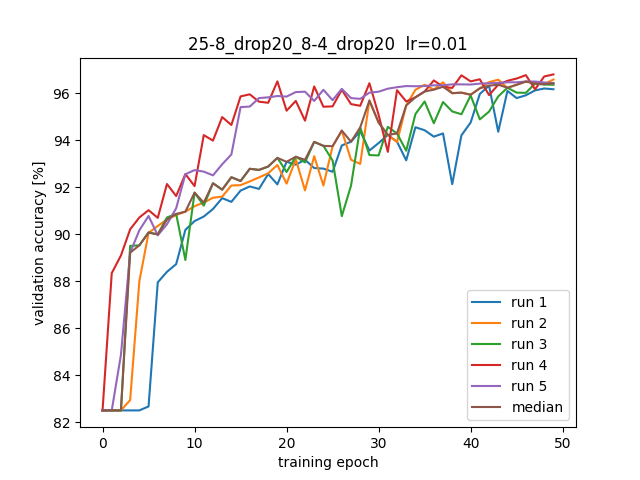 25-8_drop20_8-4_drop20  lr=0.01
validation accuracy [%]
96
94
92
90
88
86
84
82
0
10
20
30
40
50
training epoch
run 1
run 2
run 3
run 4
run 5
median